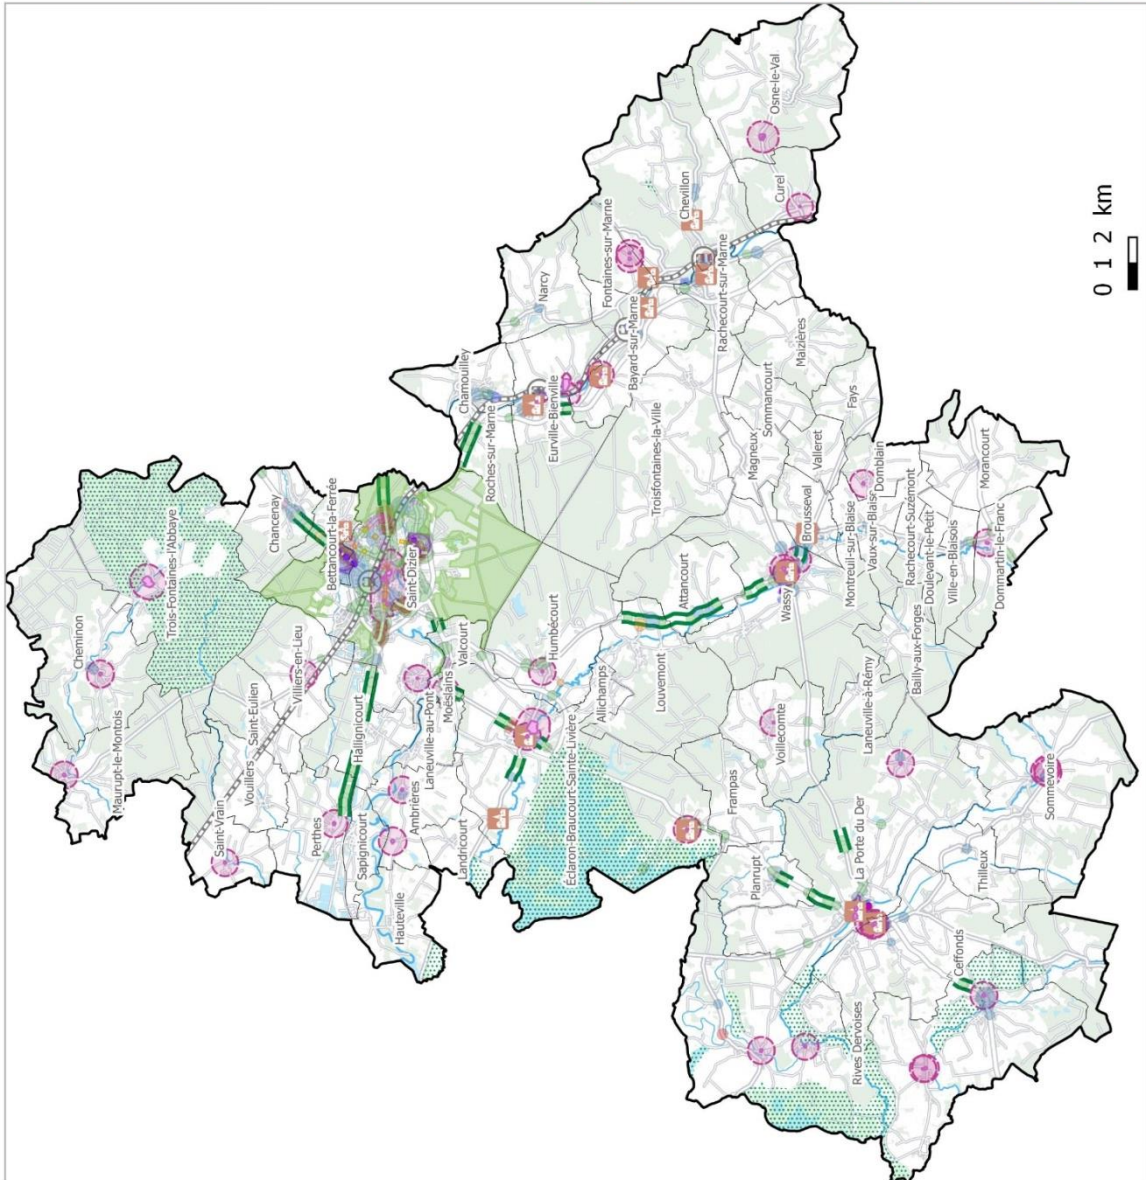 Cheminon
Maurupt-le-Montois
Trois-Fontaines-l'Abbaye
Chancenay
Bettancourt-la-Ferrée
Saint-Dizier
Villiers-en-Lieu
Saint-Eulien
Vouillers
Saint-Vrain
Perthes
Hallignicourt
Sapignicourt
Ambrières
Laneuville-au-Pont
Moëslains
Valcourt
Hauteville
Landricourt
Éclaron-Braucourt-Sainte-Livière
Humbécourt
Allichamps
Louvemont
Attancourt
Wassy
Brousseval
Chamouilley
Roches-sur-Marne
Eurville-Bienville
Narcy
Fontaines-sur-Marne
Bayard-sur-Marne
Chevillon
Rachecourt-sur-Marne
Curel
Osne-le-Val
Troisfontaines-la-Ville
Maizières
Sommancourt
Magneux
Valleret
Fays
Domblain
Montreuil-sur-Blaise
Vaux-sur-Blaise
Rachecourt-Suzémont
Doulevant-le-Petit
Ville-en-Blaisois
Dommartin-le-Franc
Morancourt
Bailly-aux-Forges
Voillecomte
Laneuville-à-Rémy
Frampas
Planrupt
La Porte du Der
Sommevoire
Thilleux
Ceffonds
Rives Dervoises
0 1 2 km